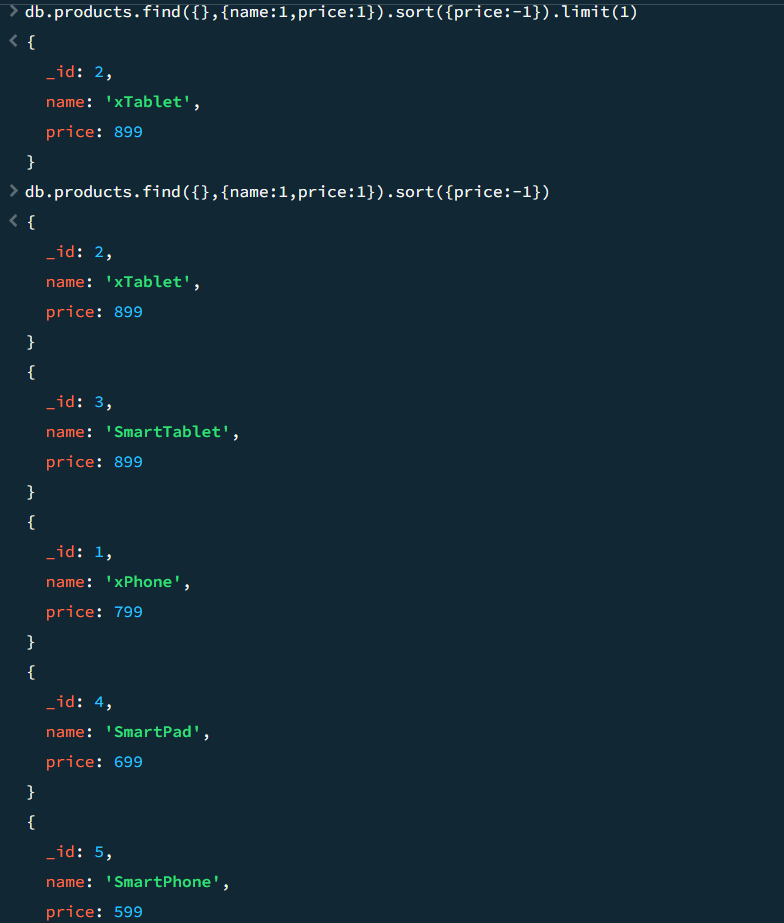 > db.products.find({},{name:1,price:1}).sort({price:-1}).limit(1)
< {
_id: 2,
name: 'xTablet',
price: 899
}
> db.products.find({},{name:1,price:1}).sort({price:-1})
< {
_id: 2,
name: 'xTablet',
price: 899
}
{
_id: 3,
name: 'SmartTablet',
price: 899
}
{
_id: 1,
name: 'xPhone',
price: 799
}
{
_id: 4,
name: 'SmartPad',
price: 699
}
{
_id: 5,
name: 'SmartPhone',
price: 599